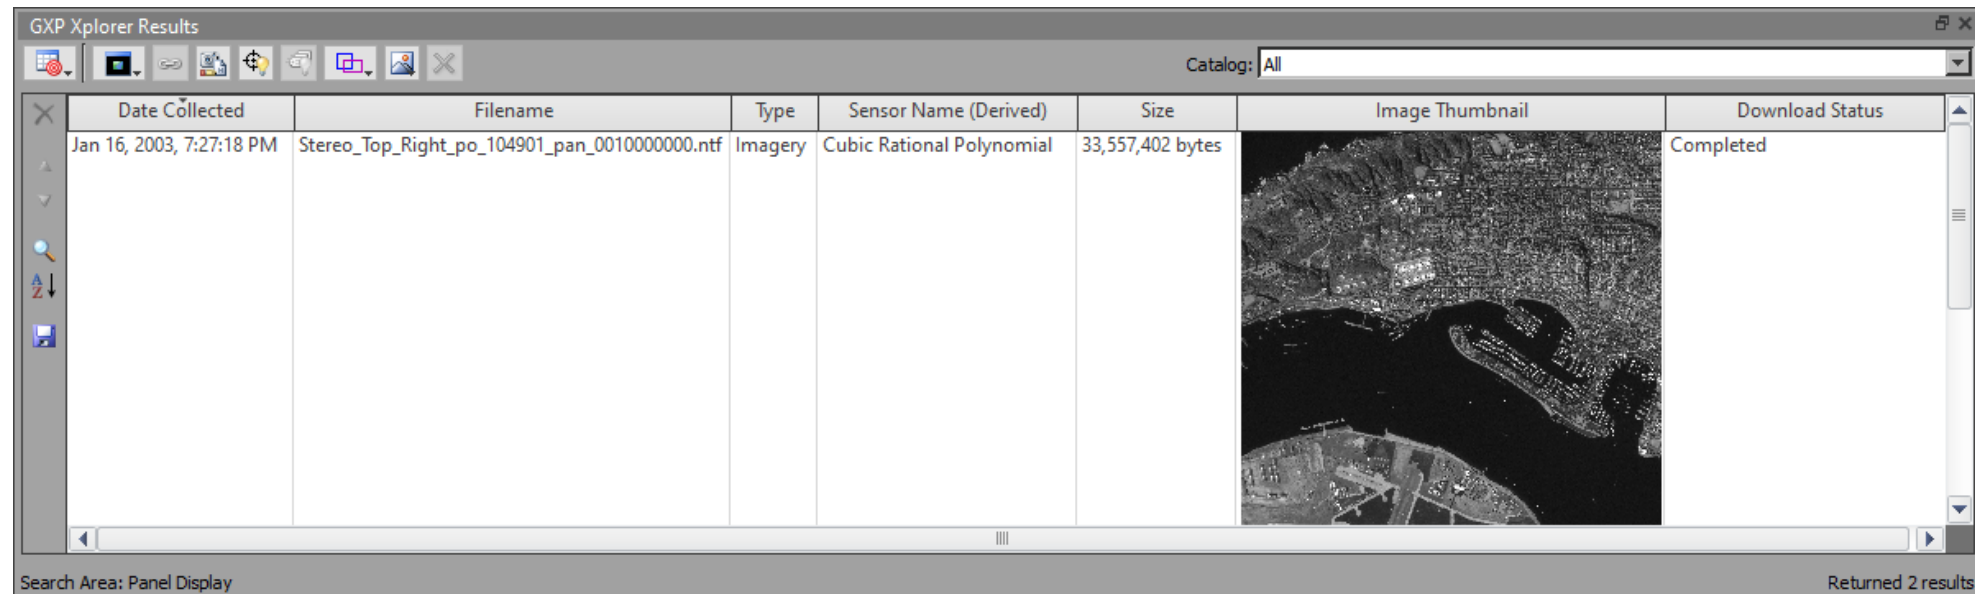 GXP Xplorer Results
Catalog: All
Date Collected Filename Type Sensor Name (Derived) Size Image Thumbnail Download Status
Jan 16, 2003, 7:27:18 PM Stereo_Top_Right_po_104901_pan_0010000000.ntf Imagery Cubic Rational Polynomial 33,557,402 bytes Completed
A
Z
Search Area: Panel Display Returned 2 results